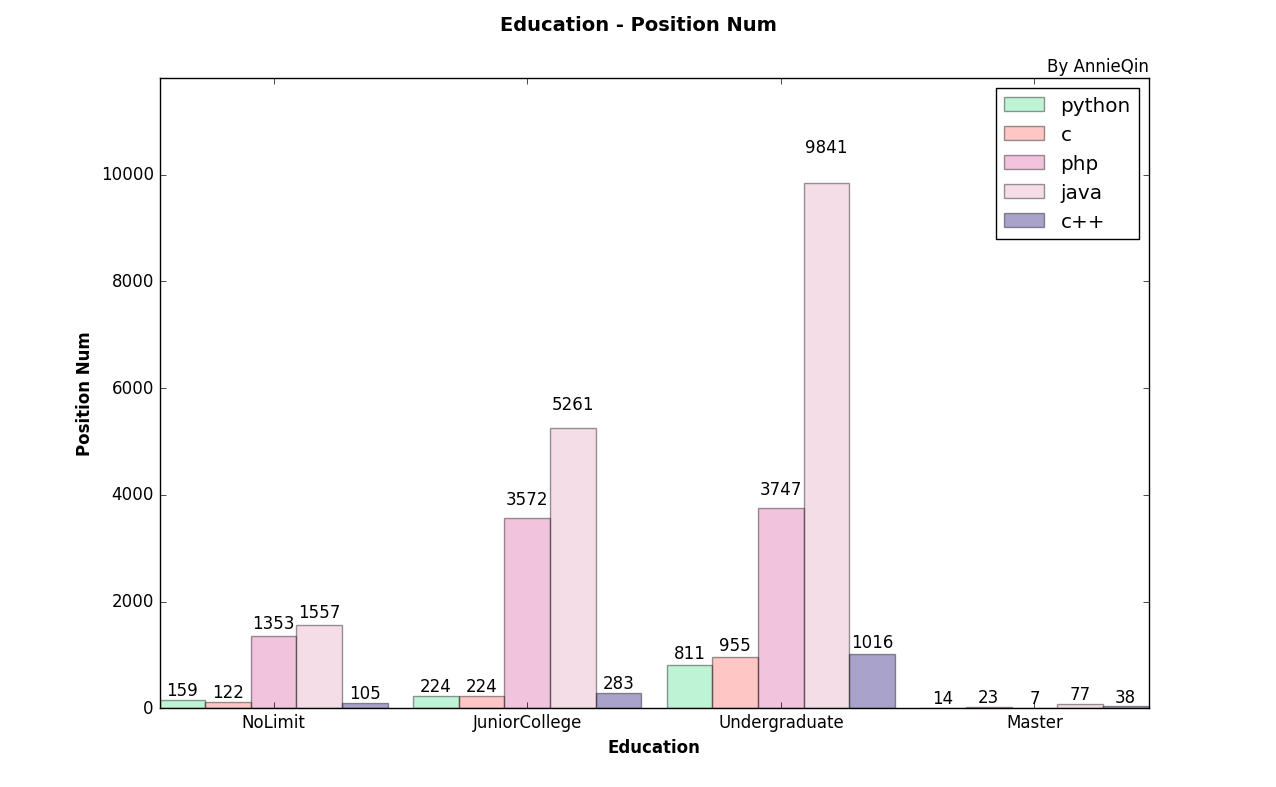 Education - Position Num
By AnnieQin
python
c
php
java
c++
10000
8000
6000
4000
2000
0
Position Num
9841
5261
3572
3747
1353
1557
159
122
105
224
224
283
811
955
1016
14
23
7
77
38
NoLimit
JuniorCollege
Undergraduate
Master
Education